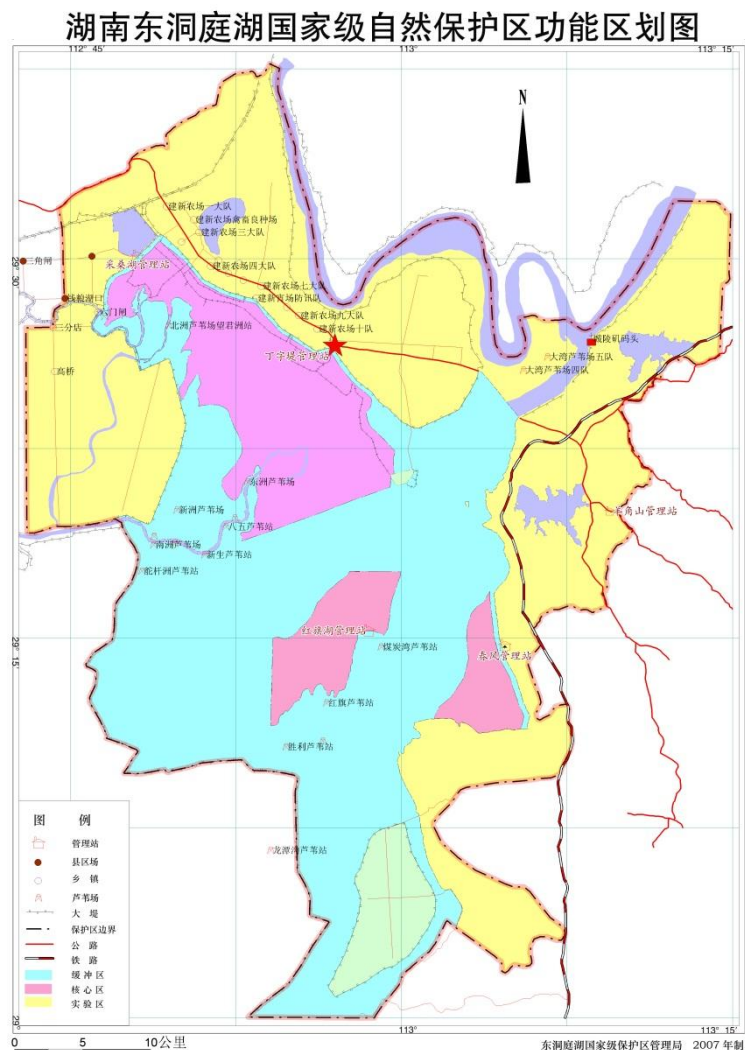 湖南东洞庭湖国家级自然保护区功能区划图
112° 45′
113°
113° 15′
N
建新农场一大队
建新农场禽畜良种场
建新农场三大队
采桑湖管理站
三角闸
29° 30′
建新农场四大队
建新农场七大队
钱粮湖口
建新农场防汛队
六门闸
建新农场九大队
三分店
北洲芦苇场望君洲站
建新农场十队
城陵矶码头
丁字堤管理站
大湾芦苇场五队
高桥
大湾芦苇场四队
东洲芦苇场
新洲芦苇场
羊角山管理站
八五芦苇站
南洲芦苇场
新生芦苇站
舵杆洲芦苇站
红旗湖管理站
29° 15′
煤炭湾芦苇站
春风管理站
红旗芦苇站
胜利芦苇站
龙潭湾芦苇站
图 例
管理站
县区场
乡 镇
芦苇场
大 堤
保护区边界
公 路
铁 路
缓冲区
核心区
实验区
29°
113°
113° 15′
0 5 10公里
东洞庭湖国家级保护区管理局 2007年制